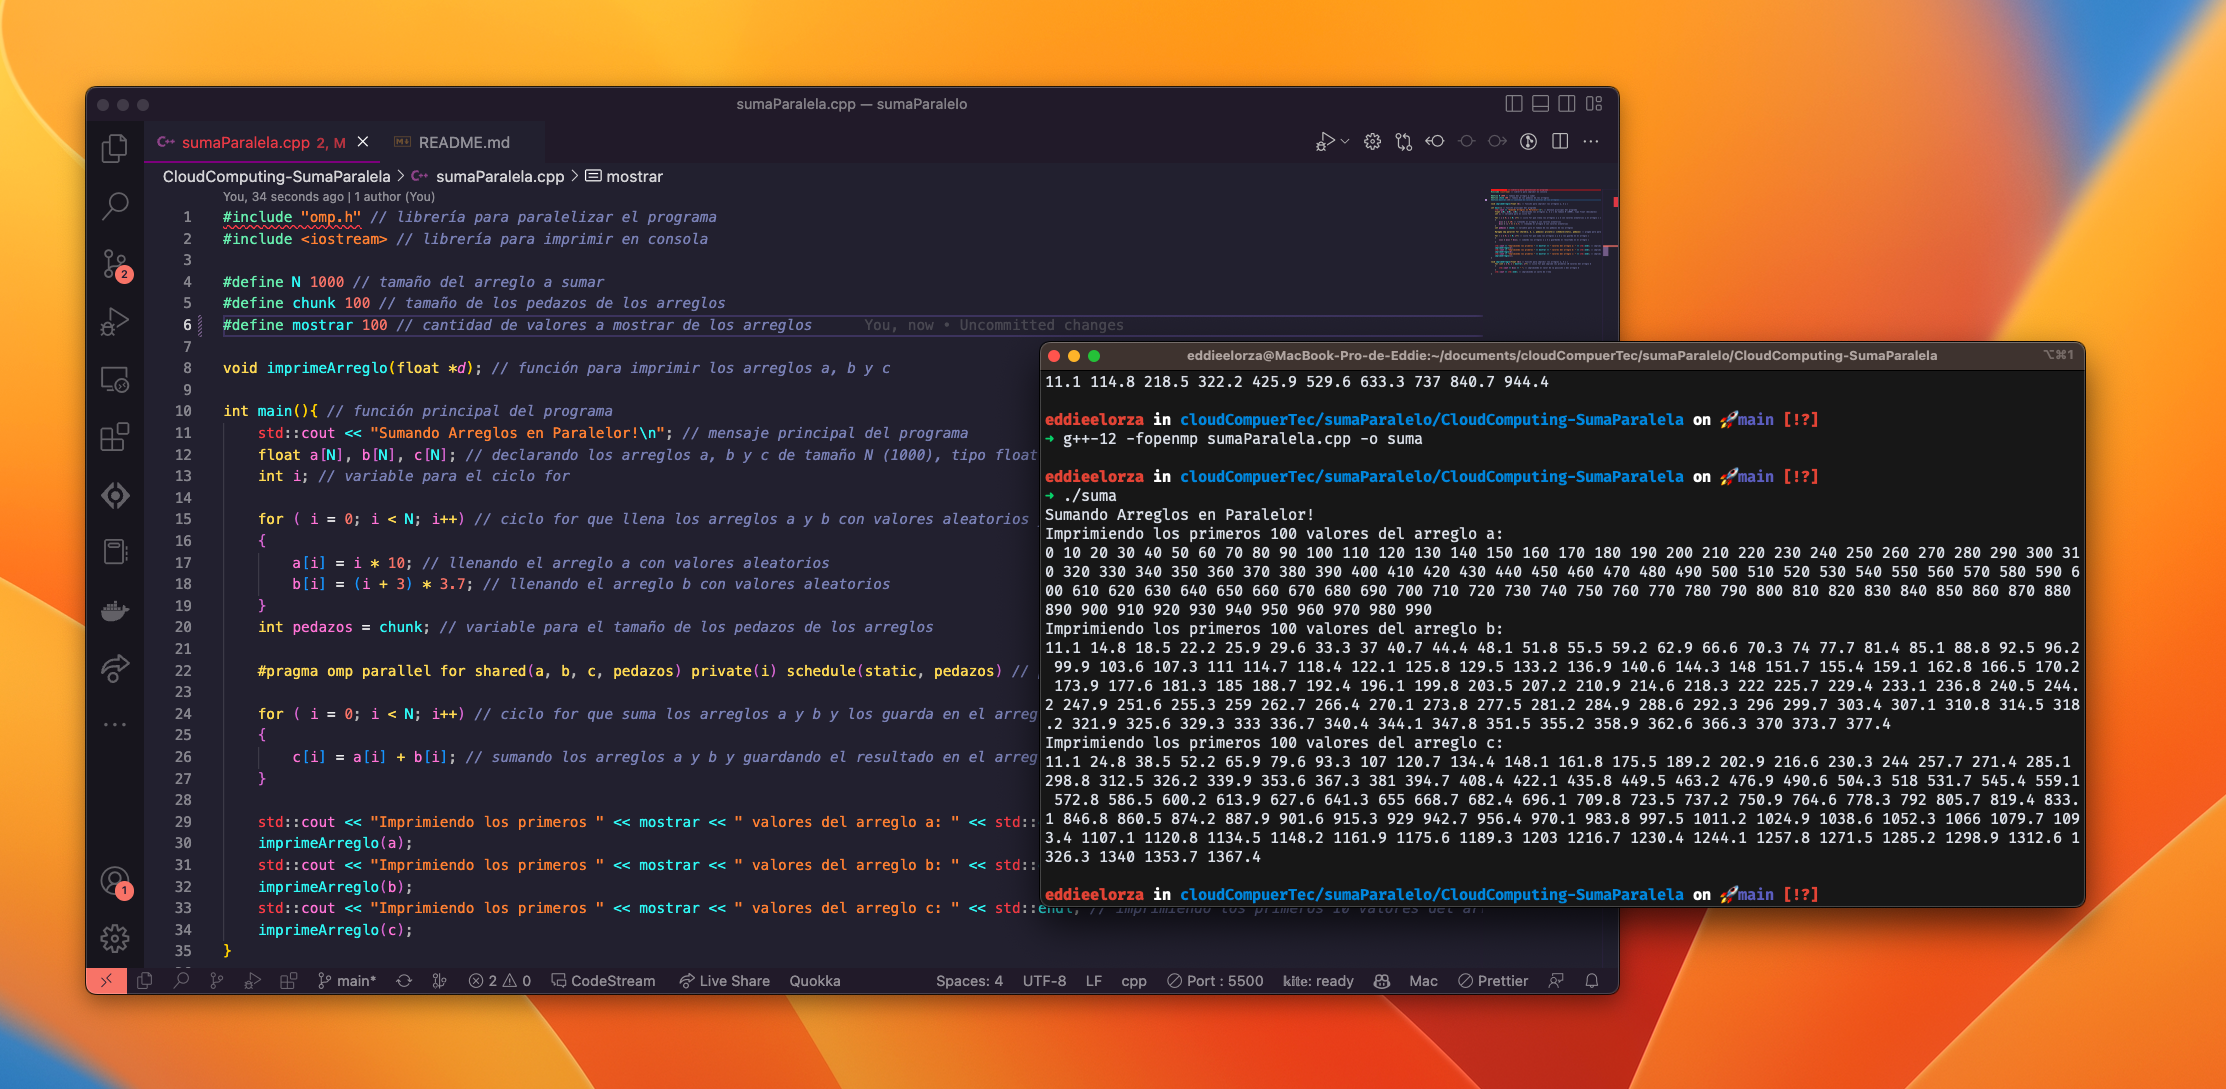 sumaParalela.cpp — sumaParalelo
sumaParalela.cpp 2, M
README.md
CloudComputing-SumaParalela > sumaParalela.cpp > mostrar
You, 34 seconds ago | 1 author (You)
1 #include "omp.h" // librería para paralelizar el programa
2 #include <iostream> // librería para imprimir en consola
3
4 #define N 1000 // tamaño del arreglo a sumar
5 #define chunk 100 // tamaño de los pedazos de los arreglos
6 #define mostrar 100 // cantidad de valores a mostrar de los arreglos You, now • Uncommitted changes
7
8 void imprimeArreglo(float *d); // función para imprimir los arreglos a, b y c
9
10 int main(){ // función principal del programa
11 std::cout << "Sumando Arreglos en Paralelor!\n"; // mensaje principal del programa
12 float a[N], b[N], c[N]; // declarando los arreglos a, b y c de tamaño N (1000), tipo float
13 int i; // variable para el ciclo for
14
15 for ( i = 0; i < N; i++) // ciclo for que llena los arreglos a y b con valores aleatorios
16 {
17 a[i] = i * 10; // llenando el arreglo a con valores aleatorios
18 b[i] = (i + 3) * 3.7; // llenando el arreglo b con valores aleatorios
19 }
20 int pedazos = chunk; // variable para el tamaño de los pedazos de los arreglos
21
22 #pragma omp parallel for shared(a, b, c, pedazos) private(i) schedule(static, pedazos) //
23
24 for ( i = 0; i < N; i++) // ciclo for que suma los arreglos a y b y los guarda en el arreg
25 {
26 c[i] = a[i] + b[i]; // sumando los arreglos a y b y guardando el resultado en el arreg
27 }
28
29 std::cout << "Imprimiendo los primeros " << mostrar << " valores del arreglo a: " << std::
30 imprimeArreglo(a);
31 std::cout << "Imprimiendo los primeros " << mostrar << " valores del arreglo b: " << std::
32 imprimeArreglo(b);
33 std::cout << "Imprimiendo los primeros " << mostrar << " valores del arreglo c: " << std::endl; // imprimiendo los primeros 10 valores del ar
34 imprimeArreglo(c);
35 }
2
1
main* 2 0 CodeStream Live Share Quokka Spaces: 4 UTF-8 LF cpp Port : 5500 kite: ready Mac Prettier
eddieelorza@MacBook-Pro-de-Eddie:~/documents/cloudCompuerTec/sumaParalelo/CloudComputing-SumaParalela ⌥⌘1
11.1 114.8 218.5 322.2 425.9 529.6 633.3 737 840.7 944.4
eddieelorza in cloudCompuerTec/sumaParalelo/CloudComputing-SumaParalela on 🚀main [!?]
➜ g++-12 -fopenmp sumaParalela.cpp -o suma
eddieelorza in cloudCompuerTec/sumaParalelo/CloudComputing-SumaParalela on 🚀main [!?]
➜ ./suma
Sumando Arreglos en Paralelor!
Imprimiendo los primeros 100 valores del arreglo a:
0 10 20 30 40 50 60 70 80 90 100 110 120 130 140 150 160 170 180 190 200 210 220 230 240 250 260 270 280 290 300 31
0 320 330 340 350 360 370 380 390 400 410 420 430 440 450 460 470 480 490 500 510 520 530 540 550 560 570 580 590 6
00 610 620 630 640 650 660 670 680 690 700 710 720 730 740 750 760 770 780 790 800 810 820 830 840 850 860 870 880
890 900 910 920 930 940 950 960 970 980 990
Imprimiendo los primeros 100 valores del arreglo b:
11.1 14.8 18.5 22.2 25.9 29.6 33.3 37 40.7 44.4 48.1 51.8 55.5 59.2 62.9 66.6 70.3 74 77.7 81.4 85.1 88.8 92.5 96.2
99.9 103.6 107.3 111 114.7 118.4 122.1 125.8 129.5 133.2 136.9 140.6 144.3 148 151.7 155.4 159.1 162.8 166.5 170.2
173.9 177.6 181.3 185 188.7 192.4 196.1 199.8 203.5 207.2 210.9 214.6 218.3 222 225.7 229.4 233.1 236.8 240.5 244.
2 247.9 251.6 255.3 259 262.7 266.4 270.1 273.8 277.5 281.2 284.9 288.6 292.3 296 299.7 303.4 307.1 310.8 314.5 318
.2 321.9 325.6 329.3 333 336.7 340.4 344.1 347.8 351.5 355.2 358.9 362.6 366.3 370 373.7 377.4
Imprimiendo los primeros 100 valores del arreglo c:
11.1 24.8 38.5 52.2 65.9 79.6 93.3 107 120.7 134.4 148.1 161.8 175.5 189.2 202.9 216.6 230.3 244 257.7 271.4 285.1
298.8 312.5 326.2 339.9 353.6 367.3 381 394.7 408.4 422.1 435.8 449.5 463.2 476.9 490.6 504.3 518 531.7 545.4 559.1
572.8 586.5 600.2 613.9 627.6 641.3 655 668.7 682.4 696.1 709.8 723.5 737.2 750.9 764.6 778.3 792 805.7 819.4 833.
1 846.8 860.5 874.2 887.9 901.6 915.3 929 942.7 956.4 970.1 983.8 997.5 1011.2 1024.9 1038.6 1052.3 1066 1079.7 109
3.4 1107.1 1120.8 1134.5 1148.2 1161.9 1175.6 1189.3 1203 1216.7 1230.4 1244.1 1257.8 1271.5 1285.2 1298.9 1312.6 1
326.3 1340 1353.7 1367.4
eddieelorza in cloudCompuerTec/sumaParalelo/CloudComputing-SumaParalela on 🚀main [!?]